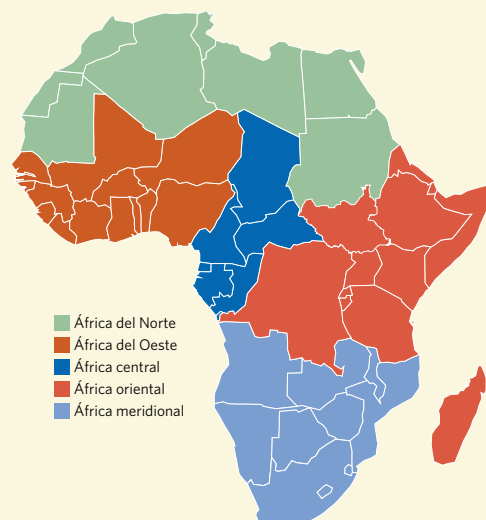 África del Norte
África del Oeste
África central
África oriental
África meridional